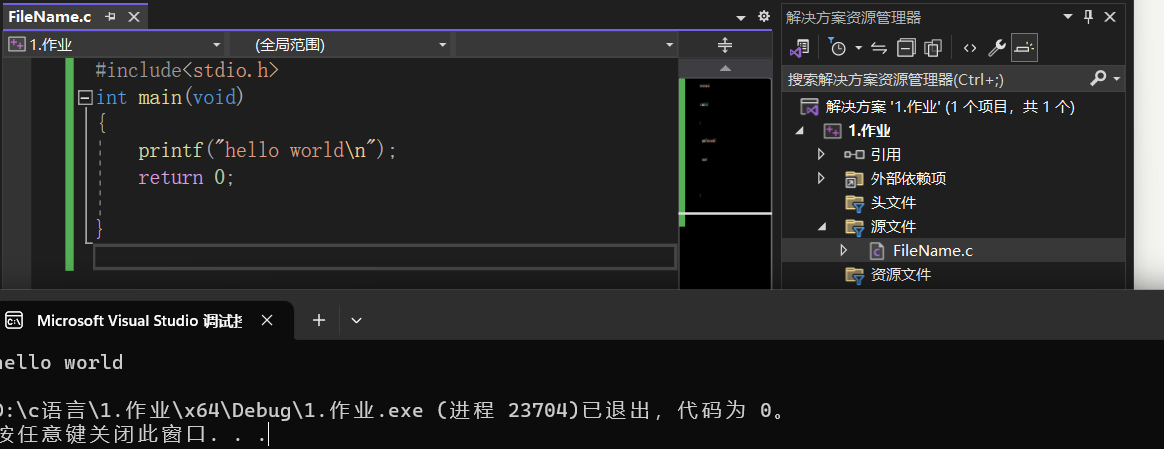 FileName.c
解决方案资源管理器
1.作业
(全局范围)
#include<stdio.h>
int main(void)
{
printf("hello world\n");
return 0;
}
搜索解决方案资源管理器(Ctrl+;)
解决方案 '1.作业' (1 个项目，共 1 个)
1.作业
引用
外部依赖项
头文件
源文件
FileName.c
资源文件
Microsoft Visual Studio 调试
hello world
D:\c语言\1.作业\x64\Debug\1.作业.exe (进程 23704)已退出，代码为 0。
按任意键关闭此窗口. . .